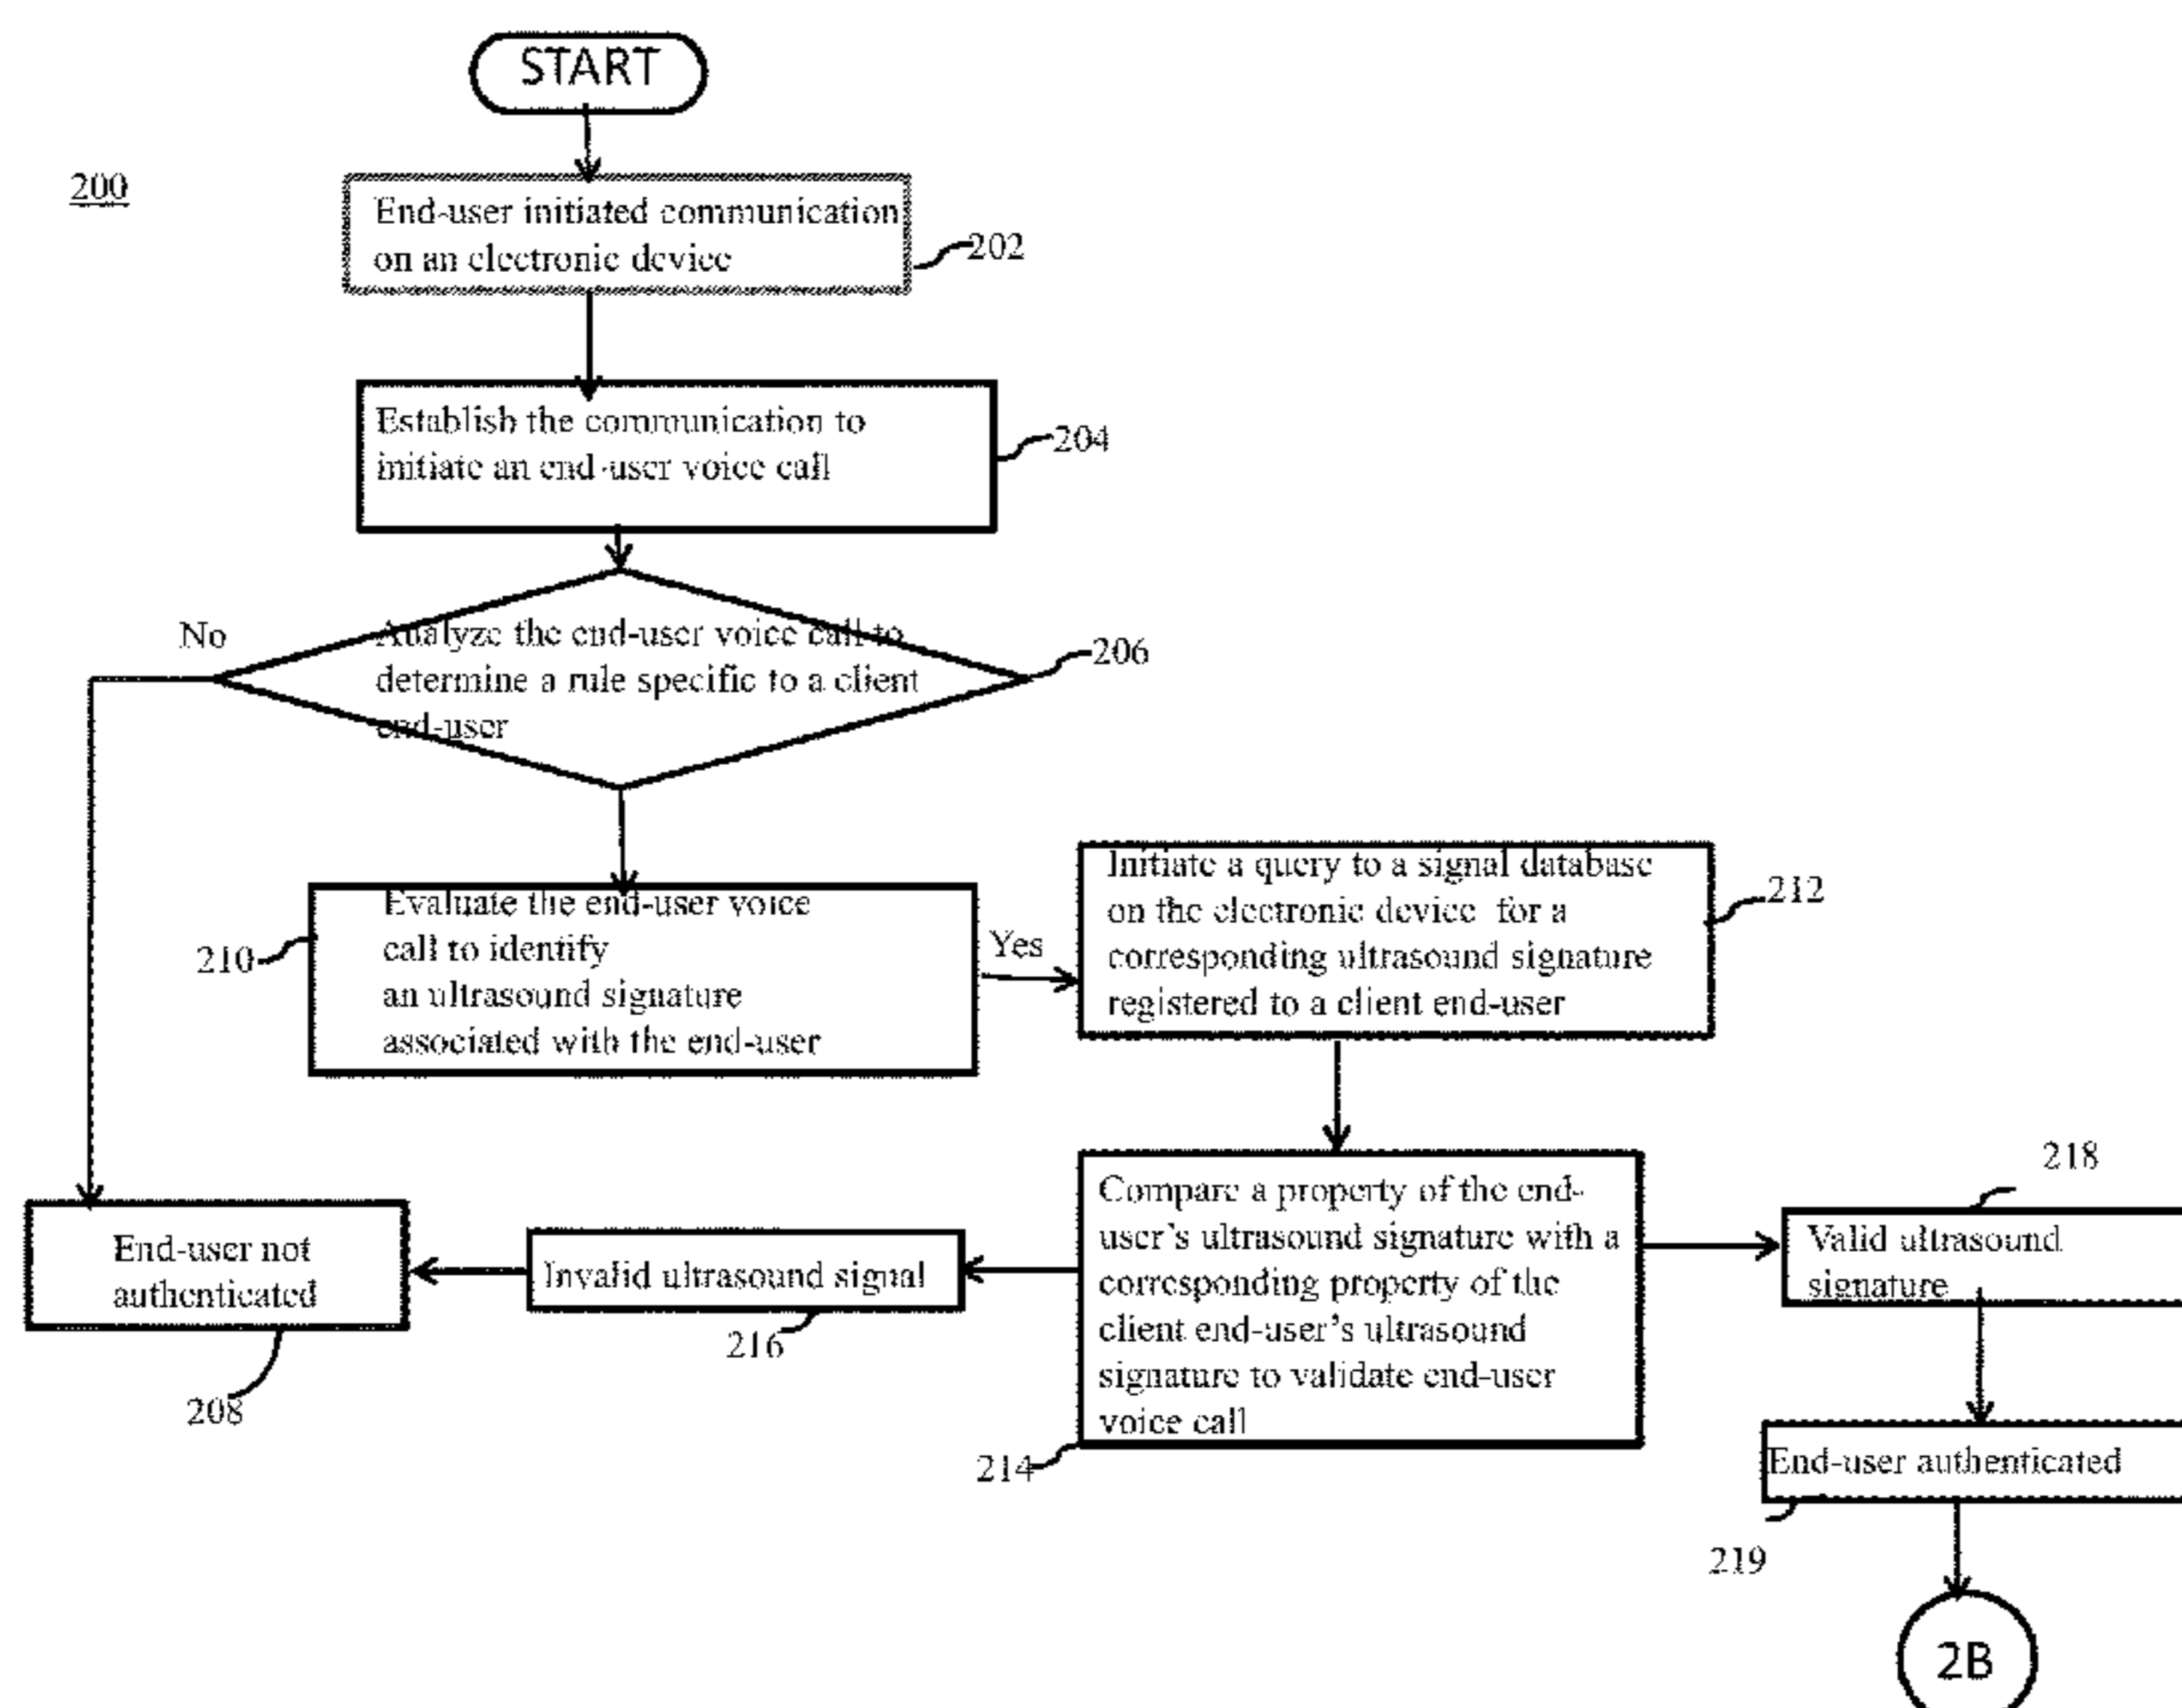 START
200
End-user initiated communication
on an electronic device
202
Establish the communication to
initiate an end-user voice call
204
No
Analyze the end-user voice call to
determine a rule specific to a client
end-user
206
Evaluate the end-user voice
call to identify
an ultrasound signature
associated with the end-user
210
Yes
Initiate a query to a signal database
on the electronic device for a
corresponding ultrasound signature
registered to a client end-user
212
Compare a property of the end-
user's ultrasound signature with a
corresponding property of the
client end-user's ultrasound
signature to validate end-user
voice call
214
Invalid ultrasound signal
216
End-user not
authenticated
208
218
Valid ultrasound
signature
End-user authenticated
219
2B